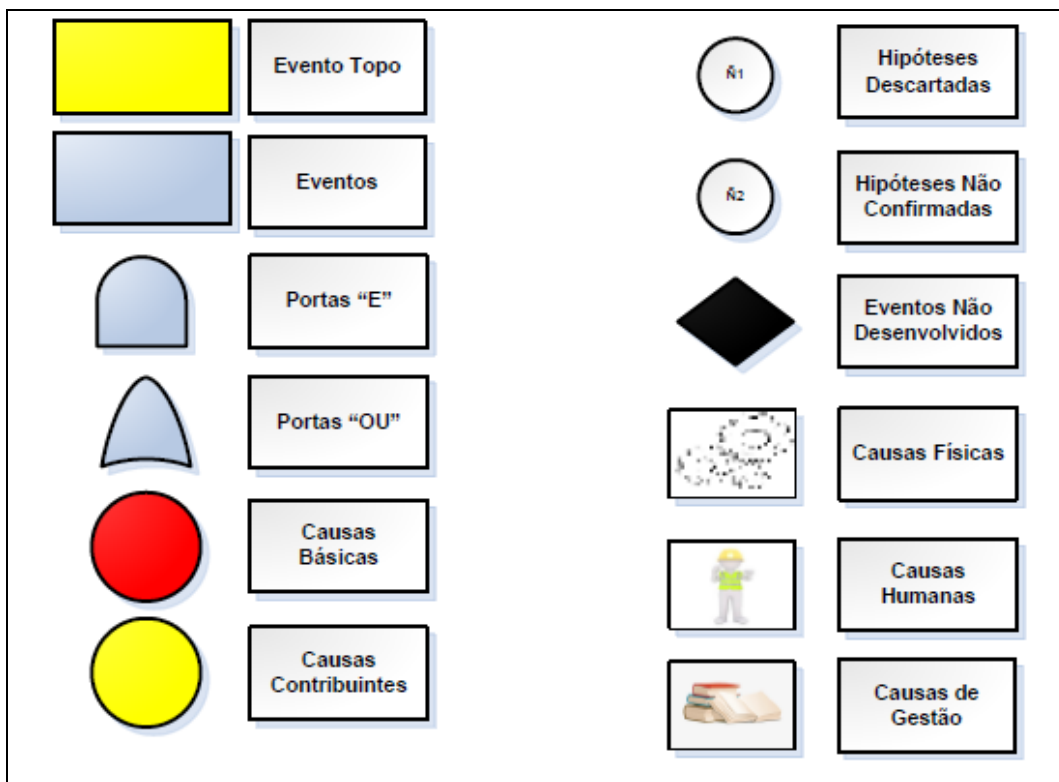 Evento Topo
Eventos
Portas “E”
Portas “OU”
Causas
Básicas
Causas
Contribuintes
Ñ1
Hipóteses
Descartadas
Ñ2
Hipóteses Não
Confirmadas
Eventos Não
Desenvolvidos
Causas Físicas
Causas
Humanas
Causas de
Gestão